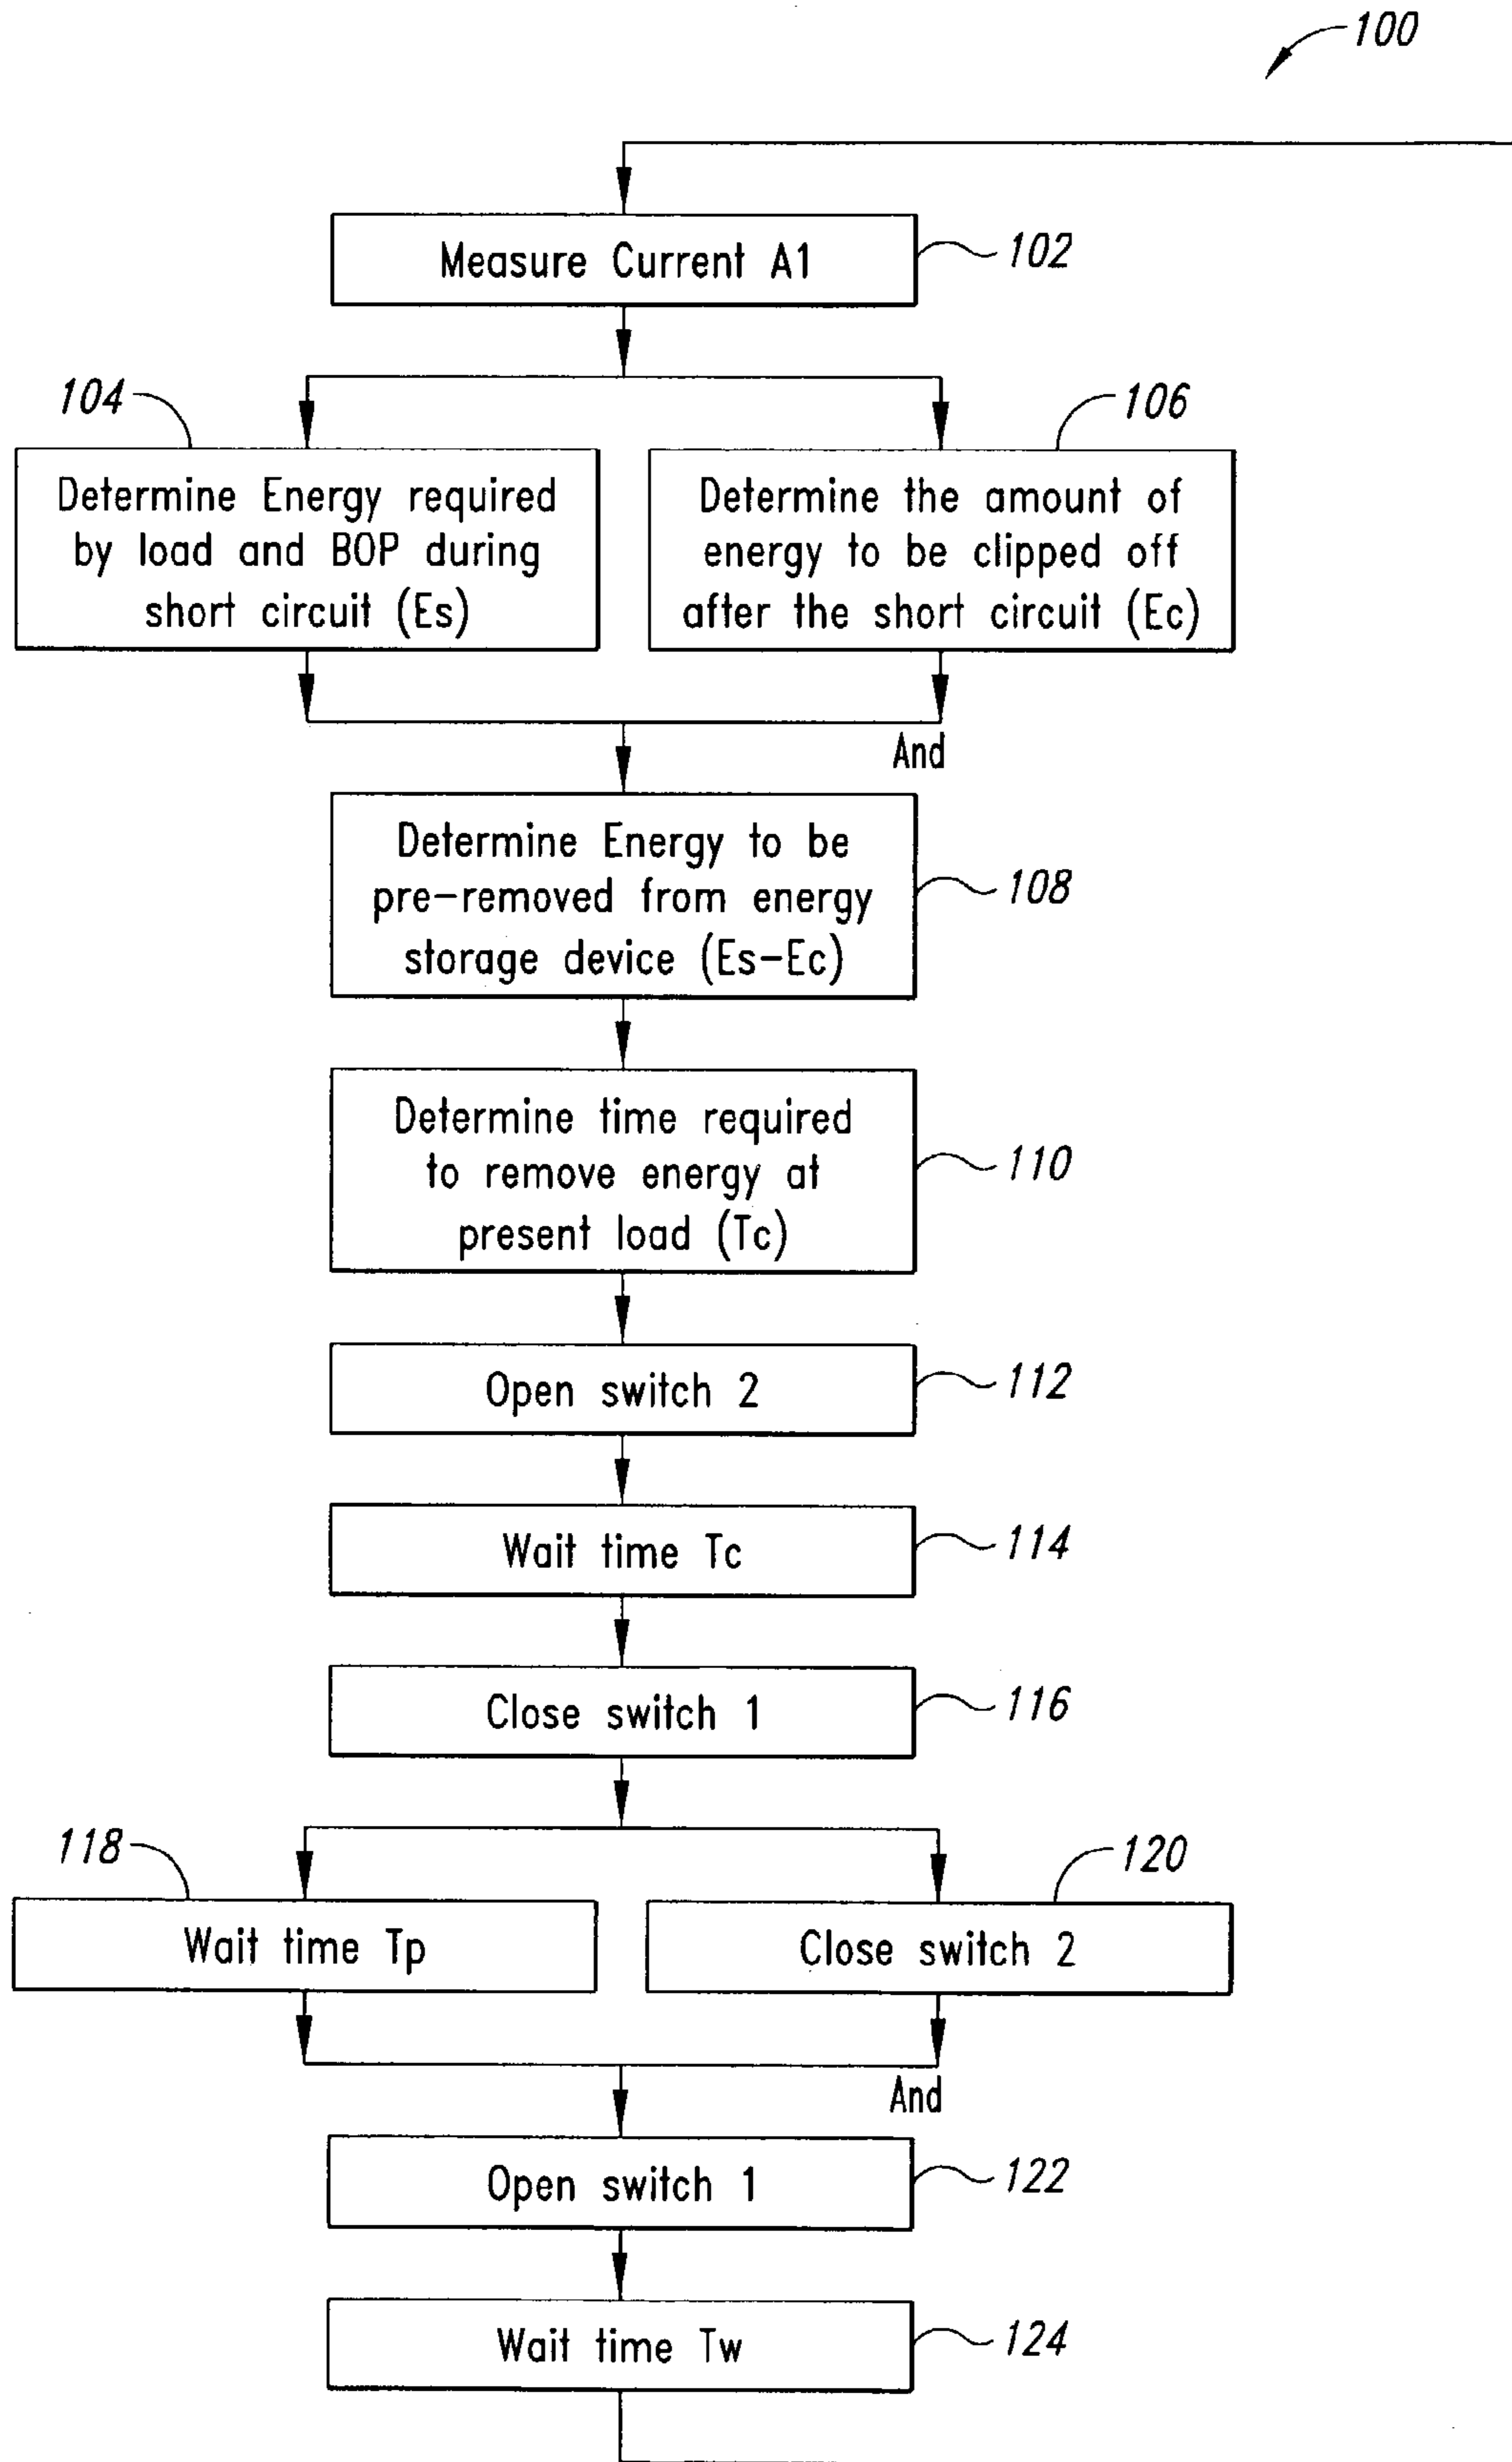 100
Measure Current A1
102
104
106
Determine Energy required
by load and BOP during
short circuit (Es)
Determine the amount of
energy to be clipped off
after the short circuit (Ec)
And
Determine Energy to be
pre-removed from energy
storage device (Es-Ec)
108
Determine time required
to remove energy at
present load (Tc)
110
Open switch 2
112
Wait time Tc
114
Close switch 1
116
118
120
Wait time Tp
Close switch 2
And
Open switch 1
122
Wait time Tw
124